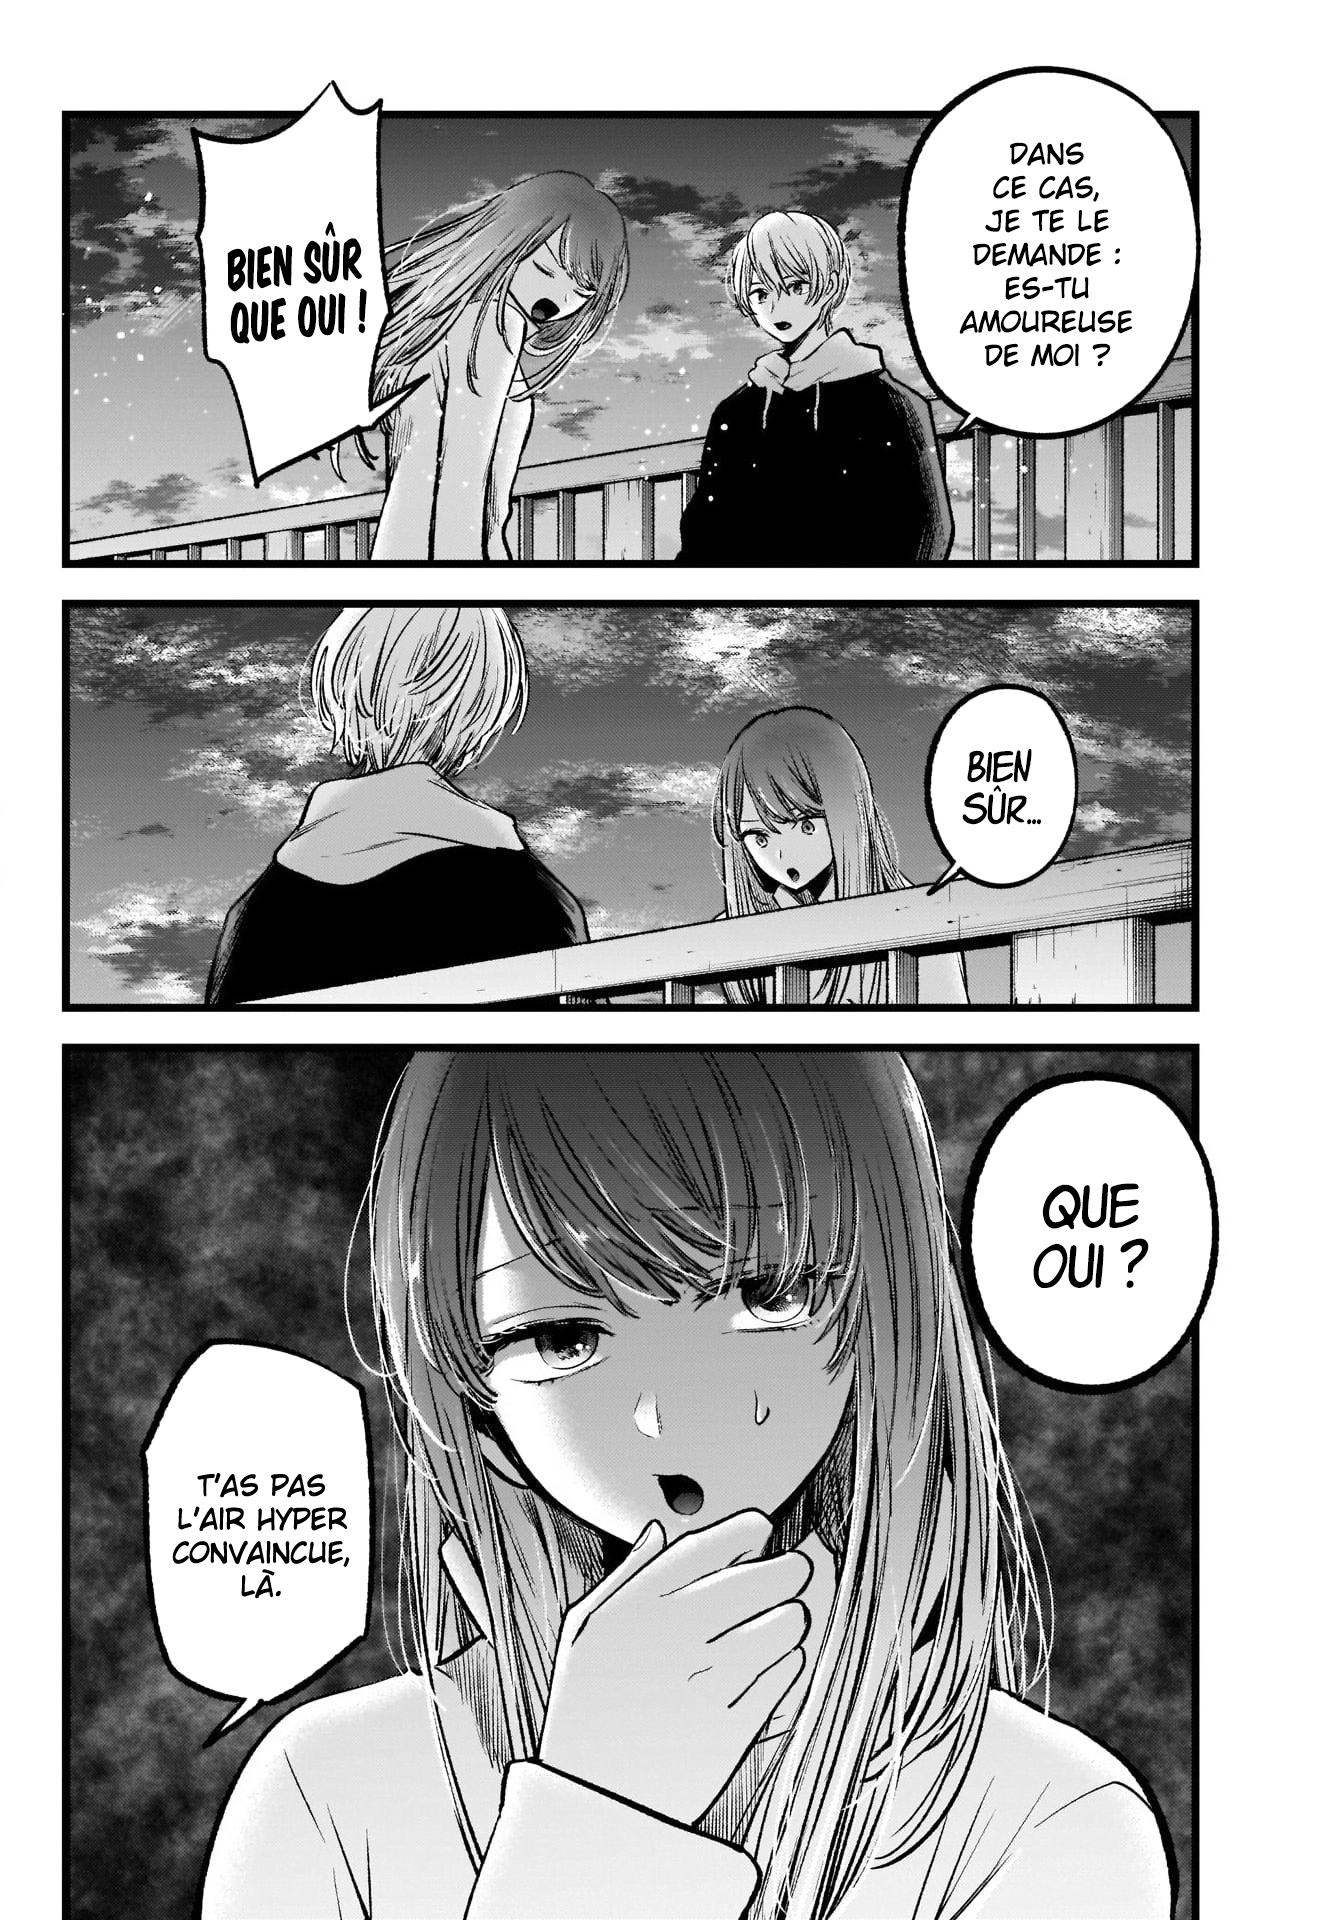 DANS
CE CAS,
JE TE LE
DEMANDE :
ES-TU
AMOUREUSE
DE MOI ?
BIEN SÛR
QUE OUI !
BIEN
SÛR...
QUE
OUI ?
T'AS PAS
L'AIR HYPER
CONVAINCUE,
LÀ.